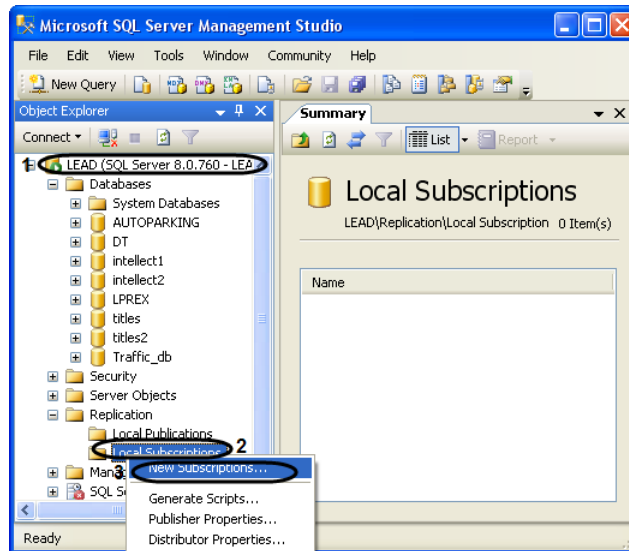 Microsoft SQL Server Management Studio
File Edit View Tools Window Community Help
New Query
Object Explorer
Summary
Connect
List
Report
1
LEAD (SQL Server 8.0.760 - LEA
Databases
System Databases
AUTOPARKING
DT
intellect1
intellect2
LPREX
titles
titles2
Traffic_db
Security
Server Objects
Replication
Local Publications
Local Subscriptions 2
Local Subscriptions
LEAD\Replication\Local Subscription 0 Item(s)
Name
3 New Subscriptions...
SQL Se
Generate Scripts...
Publisher Properties...
Distributor Properties...
Ready